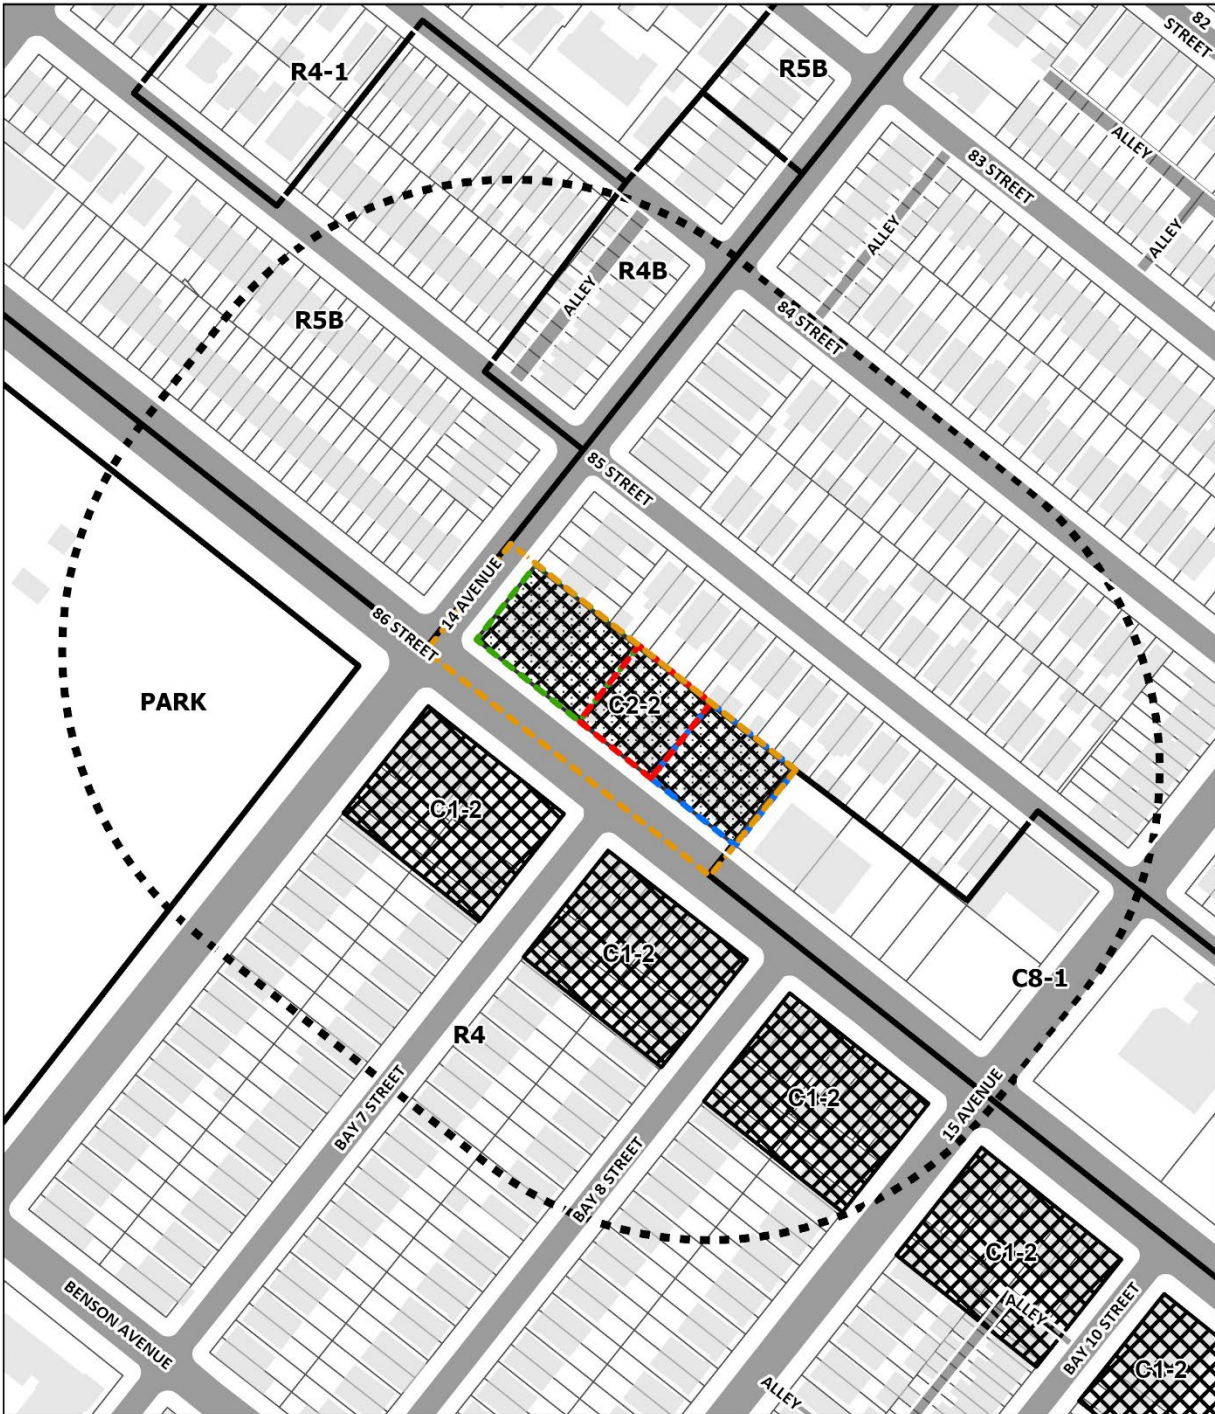 82
STREET
R4-1
R5B
ALLEY
83 STREET
ALLEY
ALLEY
R4B
ALLEY
R5B
84 STREET
85 STREET
14 AVENUE
86 STREET
PARK
C2-2
C1-2
C1-2
C8-1
R4
C1-2
BAY 7 STREET
15 AVENUE
BAY 8 STREET
C1-2
BENSON AVENUE
ALLEY
BAY 10 STREET
C1-2
ALLEY